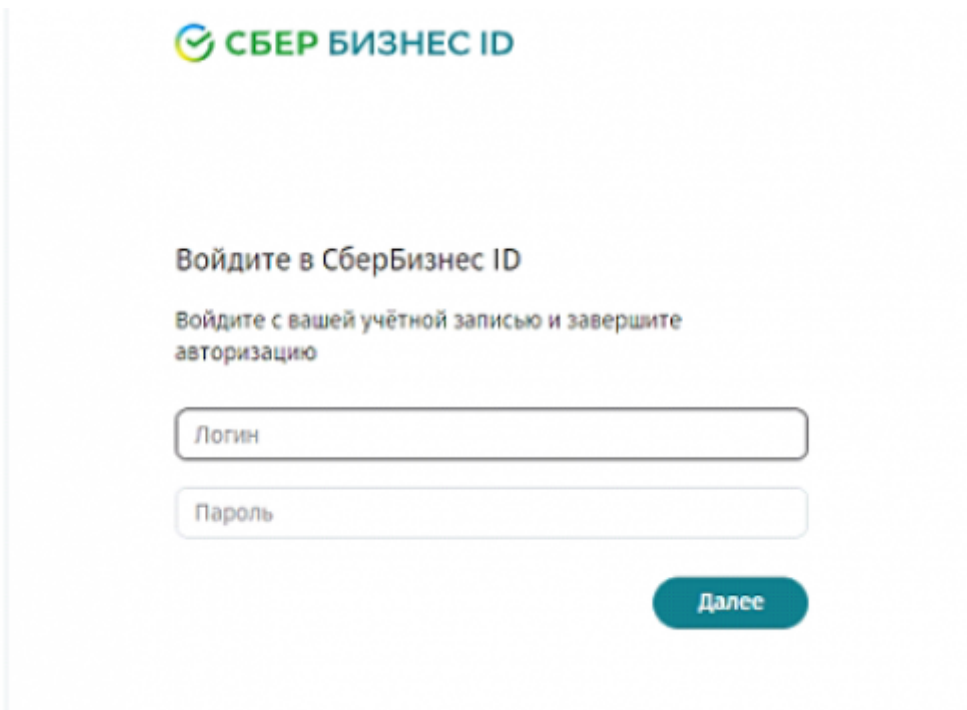 СБЕР БИЗНЕС ID
Войдите в СберБизнес ID
Войдите с вашей учётной записью и завершите
авторизацию
Логин
Пароль
Далее